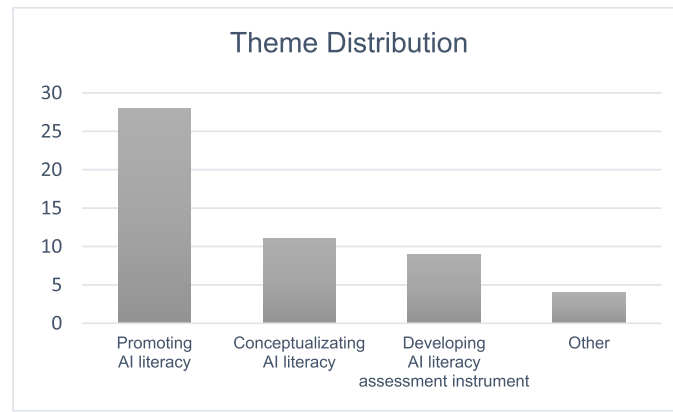 Theme Distribution
30
25
20
15
10
5
0
Promoting
AI literacy
Conceptualizating
AI literacy
Developing
AI literacy
assessment instrument
Other